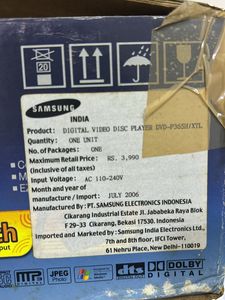 20
SAMSUNG
INDIA
Product: DIGITAL VIDEO DISC PLAYER DVD-P365H/XTL
Quantity: ONE UNIT
No. of Packages: ONE
Maximum Retail Price: RS. 3,990
(inclusive of all taxes)
Input Voltage: AC 110-240V
Month and year of
manufacture / Import: JULY 2006
Manufactured by: PT. SAMSUNG ELECTRONICS INDONESIA
Cikarang Industrial Estate Jl. Jababeka Raya Blok
F 29-33 Cikarang, Bekasi 17530. Indonesia.
Imported and Marketed by: Samsung India Electronics Ltd.
7th and 8th floor, IFCI Tower,
61 Nehru Place, New Delhi-110019
JPEG
Photo
dts
DOLBY
DIGITAL